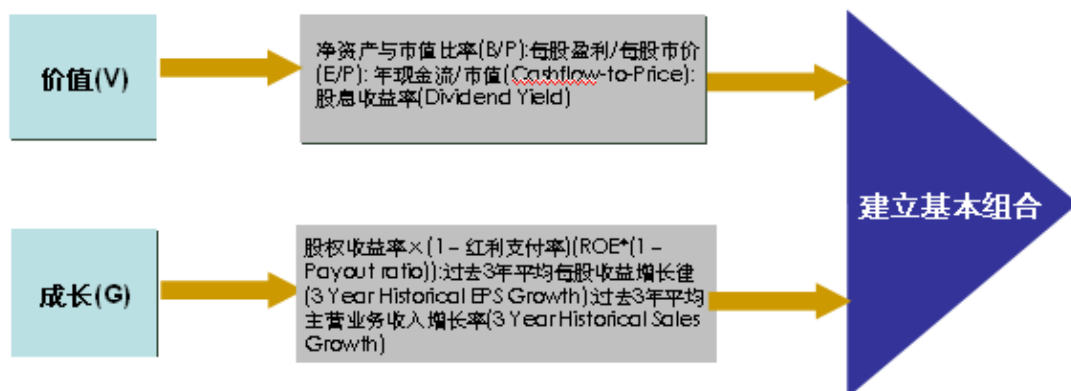 价值(V)
净资产与市值比率(B/P):每股盈利/每股市价
(E/P): 年现金流/市值(Cashflow-to-Price):
股息收益率(Dividend Yield)
成长(G)
股权收益率×(1－红利支付率)(ROE*(1－
Payout ratio)):过去3年平均每股收益增长律
(3 Year Historical EPS Growth):过去3年平均
主营业务收入增长率(3 Year Historical Sales
Growth)
建立基本组合